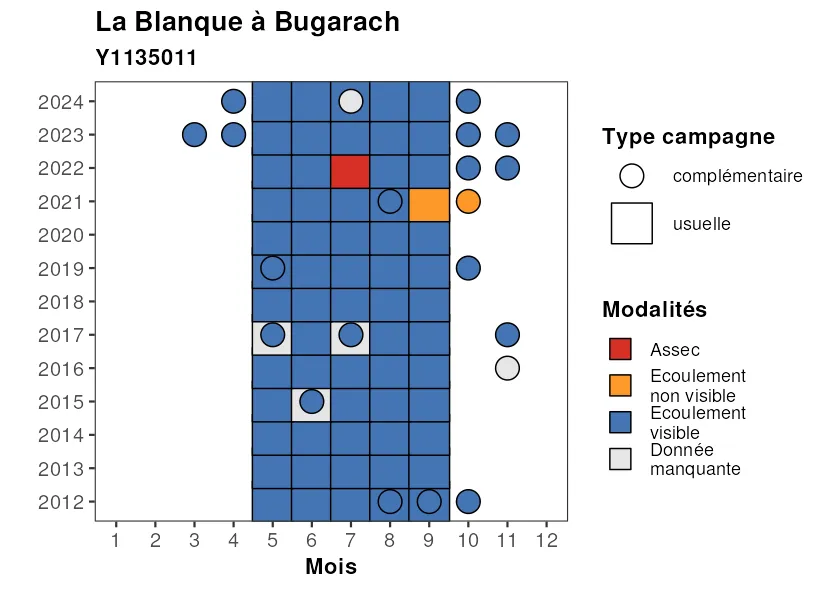 La Blanque à Bugarach
Y1135011
2024
2023
2022
2021
2020
2019
2018
2017
2016
2015
2014
2013
2012
1 2 3 4 5 6 7 8 9 10 11 12
Mois
Type campagne
complémentaire
usuelle
Modalités
Assec
Ecoulement
non visible
Ecoulement
visible
Donnée
manquante